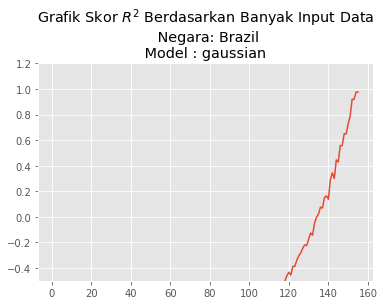 Grafik Skor R² Berdasarkan Banyak Input Data
Negara: Brazil
Model : gaussian
1.2
1.0
0.8
0.6
0.4
0.2
0.0
−0.2
−0.4
0 20 40 60 80 100 120 140 160